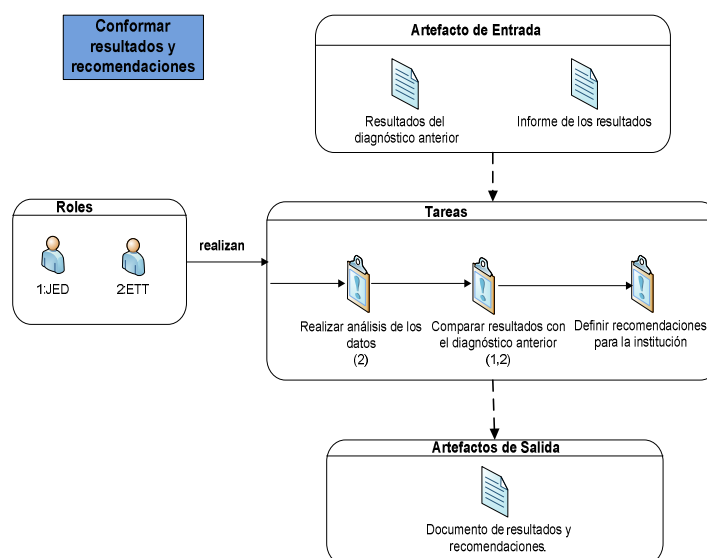 Conformar
resultados y
recomendaciones
Artefacto de Entrada
Resultados del
diagnóstico anterior
Informe de los resultados
Roles
1:JED
2:ETT
realizan
Tareas
Realizar análisis de los
datos
(2)
Comparar resultados con
el diagnóstico anterior
(1,2)
Definir recomendaciones
para la institución
Artefactos de Salida
Documento de resultados y
recomendaciones.